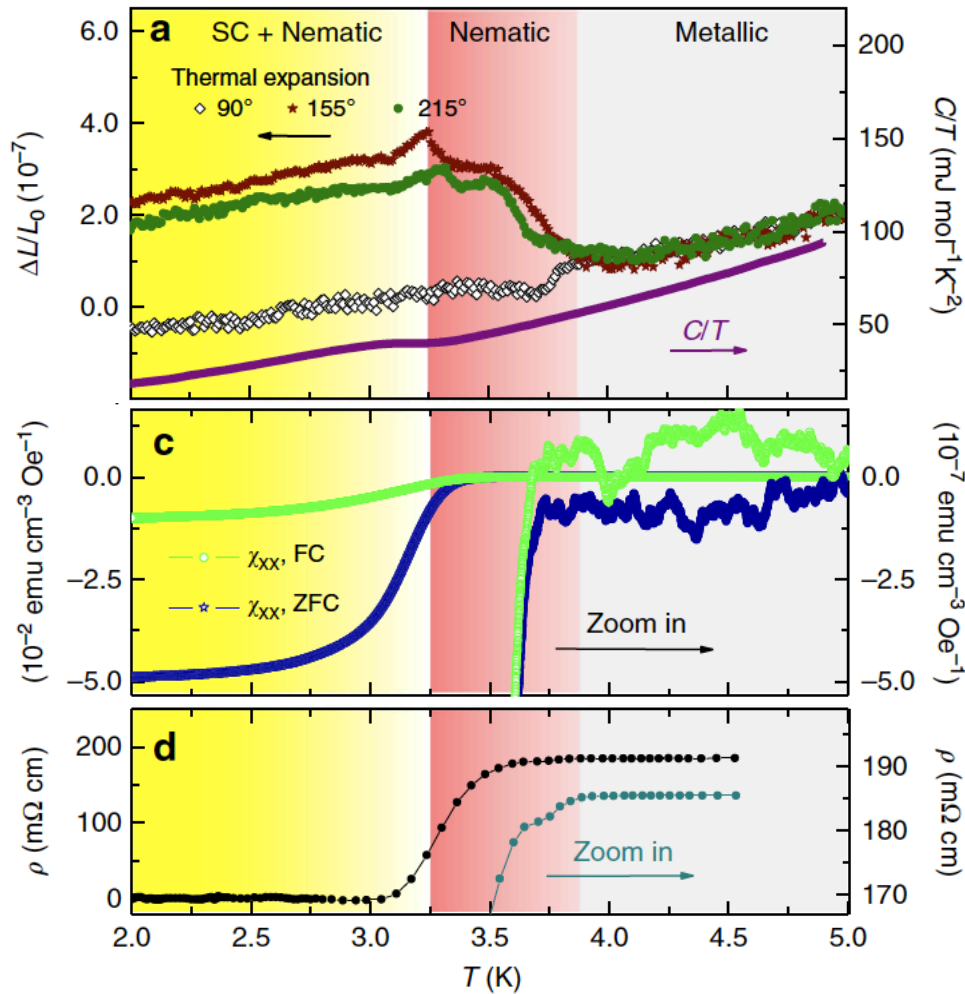 a SC + Nematic Nematic Metallic
Thermal expansion
90° 155° 215°
6.0
4.0
2.0
0.0
ΔL/L₀ (10⁻⁷)
200
150
100
50
C/T
(mJ mol⁻¹K⁻²)
C/T
c
0.0
−2.5
−5.0
(10⁻² emu cm⁻³ Oe⁻¹)
χxx, FC
χxx, ZFC
Zoom in
0.0
−2.5
−5.0
(10⁻⁷ emu cm⁻³ Oe⁻¹)
d
200
100
0
ρ (mΩ cm)
Zoom in
190
180
170
ρ (mΩ cm)
2.0 2.5 3.0 3.5 4.0 4.5 5.0
T (K)